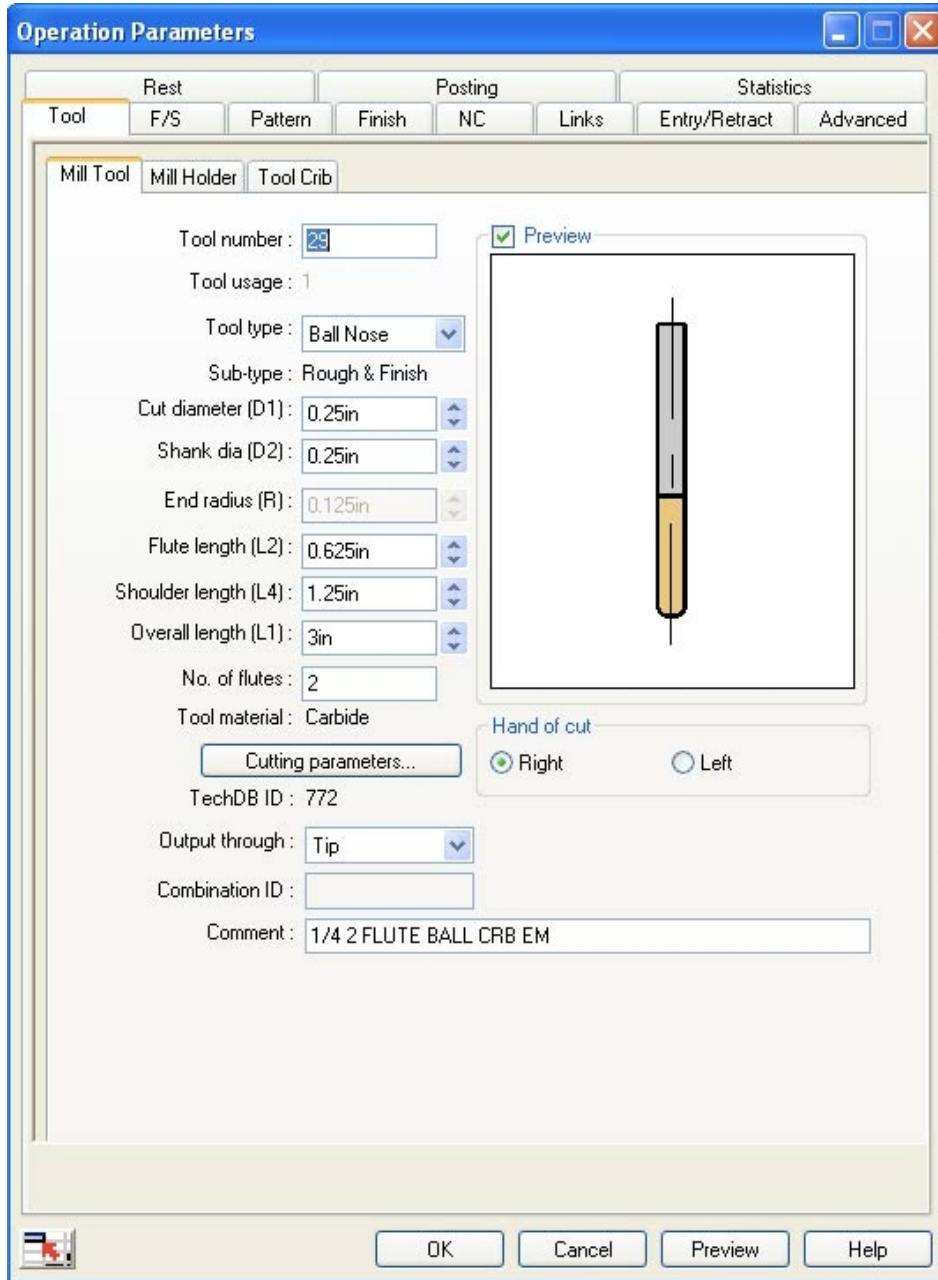 Operation Parameters
Rest Posting Statistics
Tool F/S Pattern Finish NC Links Entry/Retract Advanced
Mill Tool Mill Holder Tool Crib
Tool number : 29
Preview
Tool usage : 1
Tool type : Ball Nose
Sub-type : Rough & Finish
Cut diameter (D1) : 0.25in
Shank dia (D2) : 0.25in
End radius (R) : 0.125in
Flute length (L2) : 0.625in
Shoulder length (L4) : 1.25in
Overall length (L1) : 3in
No. of flutes : 2
Tool material : Carbide
Hand of cut
Cutting parameters...
Right Left
TechDB ID : 772
Output through : Tip
Combination ID :
Comment : 1/4 2 FLUTE BALL CRB EM
OK Cancel Preview Help